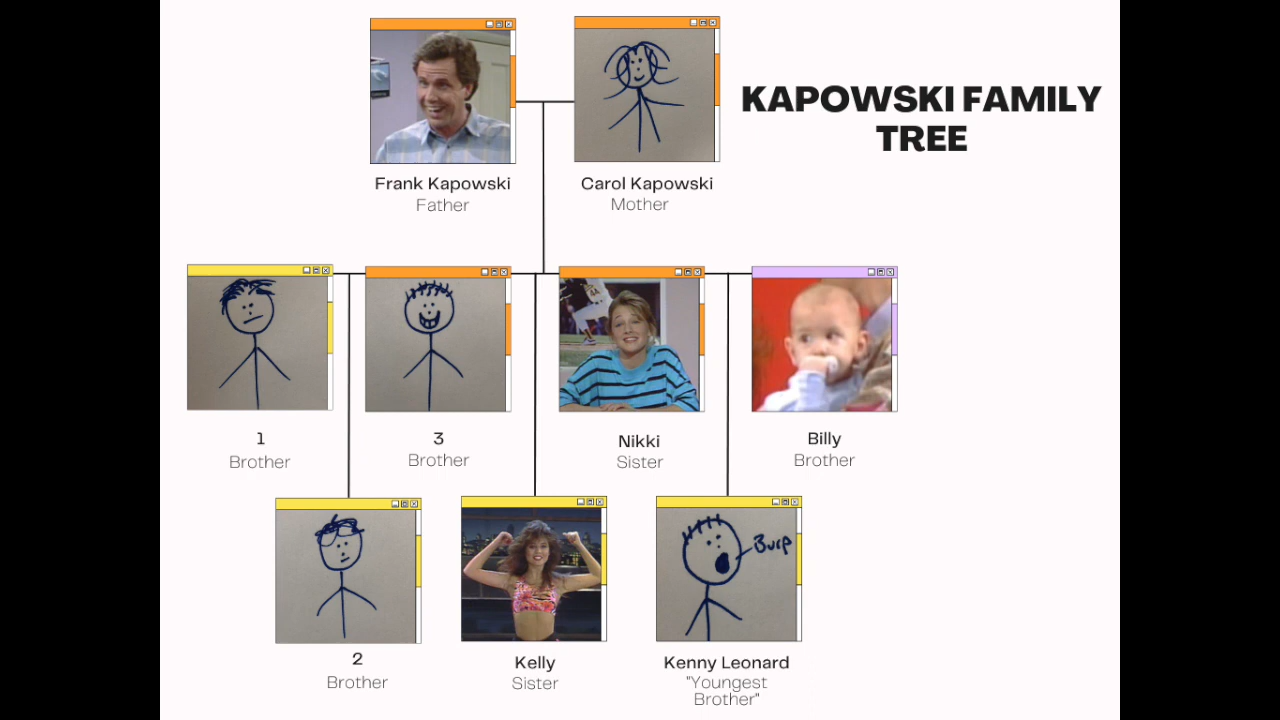 KAPOWSKI FAMILY
TREE
Frank Kapowski
Father
Carol Kapowski
Mother
1
Brother
3
Brother
Nikki
Sister
Billy
Brother
Burp
2
Brother
Kelly
Sister
Kenny Leonard
"Youngest
Brother"